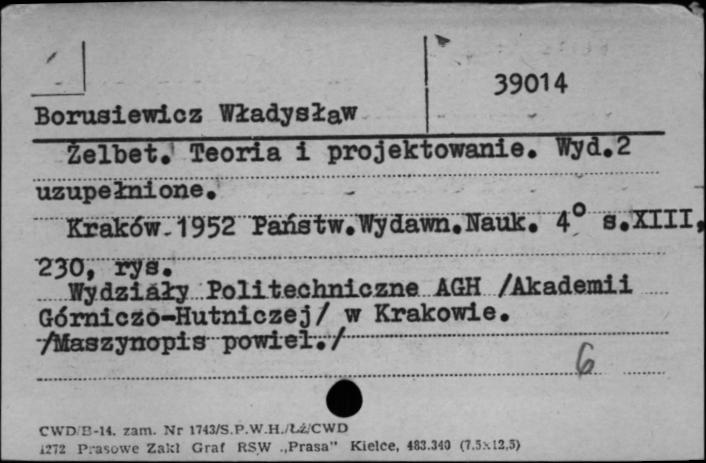 39014
Borusiewicz Władysław
Żelbet. Teoria i projektowanie. Wyd.2
uzupełnione.
Kraków 1952 Państw.Wydawn.Nauk. 4° s.XIII,
230, rys.
Wydziały Politechniczne AGH /Akademii
Górniczo-Hutniczej/ w Krakowie.
/Maszynopis powiel./
6
CWD/B-14. zam. Nr 1743/S.P.W.H./Łź/CWD
1272 Prasowe Zakł Graf RSW „Prasa" Kielce, 483.340 (7.5x12,5)